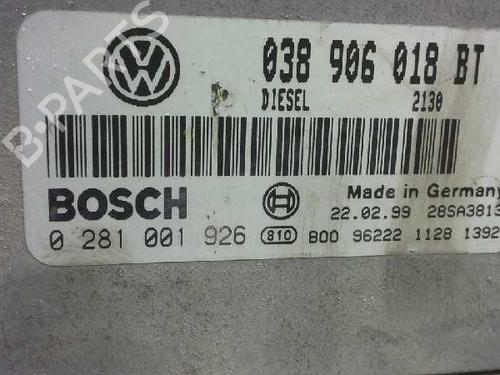 B-PARTS
VW
038 906 018 BT
DIESEL 2130
BOSCH
Made in Germany
22.02.99 28SA3813
0 281 001 926 810 B00 96222 1128 1392